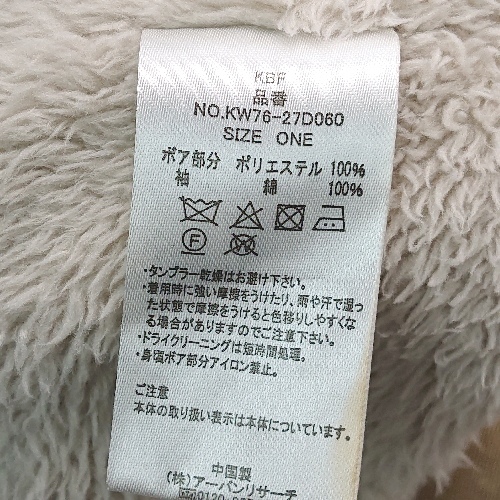 KBF
品番
NO.KW76-27D060
SIZE ONE
ボア部分 ポリエステル 100%
袖 綿 100%
F W
・タンブラー乾燥はお避け下さい。
・着用時に強い摩擦をうけたり、雨や汗で湿っ
た状態で摩擦をうけると色移りしやすくな
る場合がありますのでご注意下さい。
・ドライクリーニングは短時間処理。
・身頃ボア部分アイロン禁止。
ご注意
本体の取り扱い表示は本体についています。
中国製
(株)アーバンリサーチ